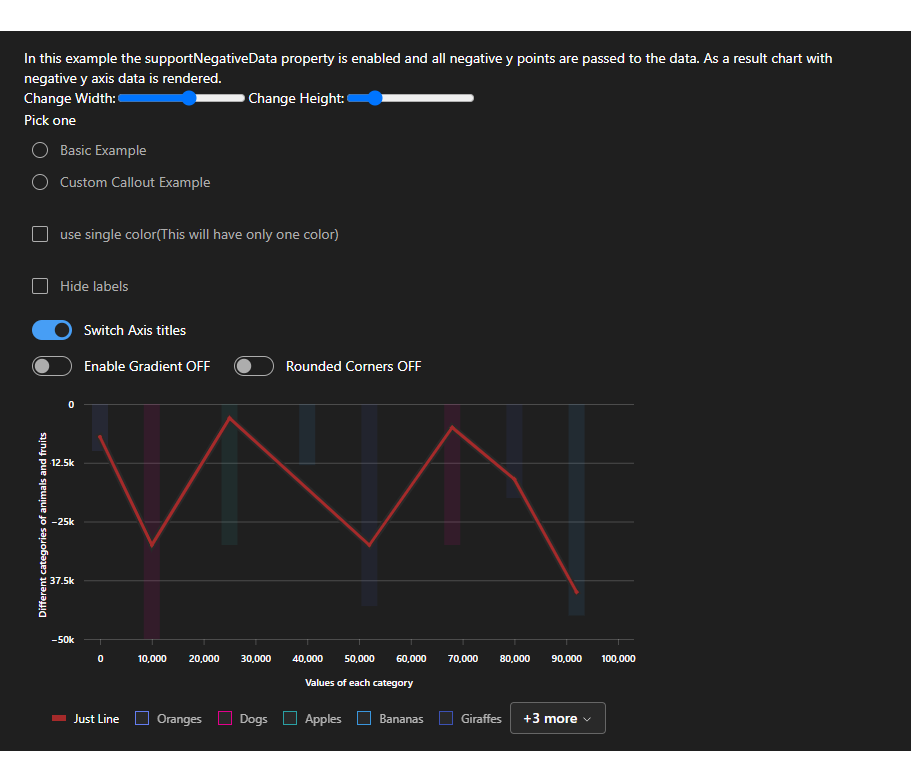 In this example the supportNegativeData property is enabled and all negative y points are passed to the data. As a result chart with
negative y axis data is rendered.
Change Width: Change Height:
Pick one
Basic Example
Custom Callout Example
use single color(This will have only one color)
Hide labels
Switch Axis titles
Enable Gradient OFF Rounded Corners OFF
0
12.5k
−25k
37.5k
−50k
Different categories of animals and fruits
0 10,000 20,000 30,000 40,000 50,000 60,000 70,000 80,000 90,000 100,000
Values of each category
Just Line Oranges Dogs Apples Bananas Giraffes +3 more